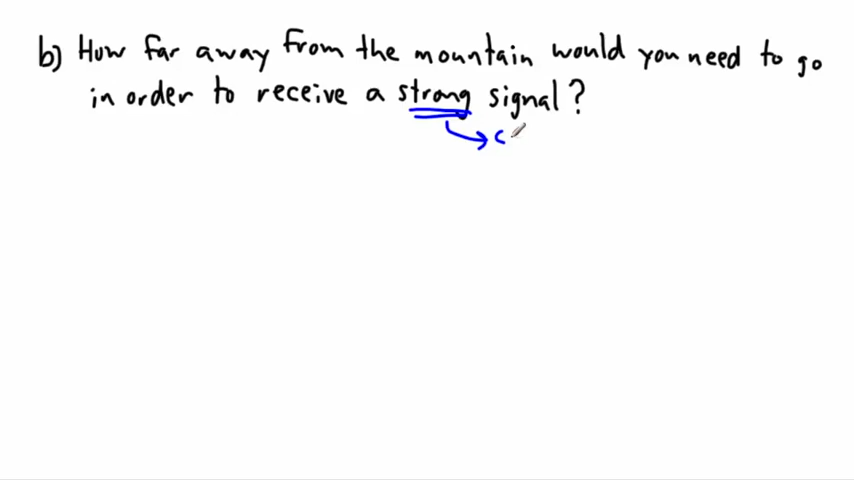 b) How far away from the mountain would you need to go
in order to receive a strong signal?
c